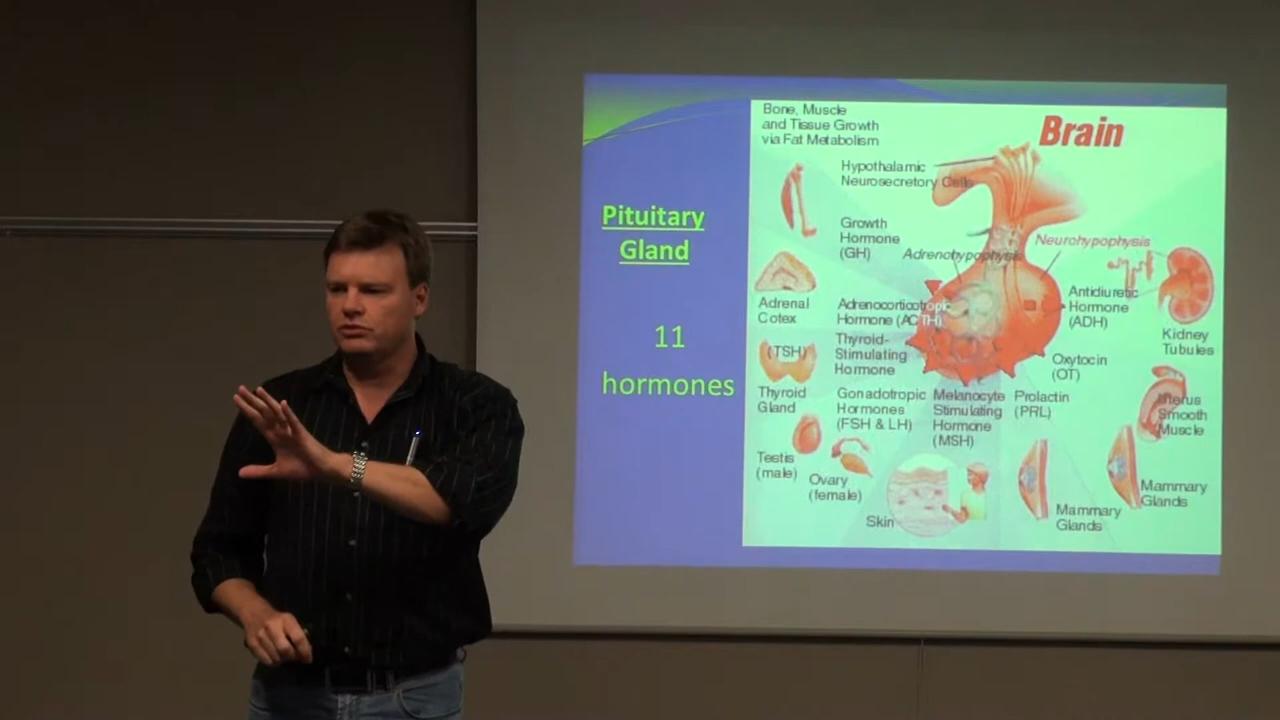 Pituitary
Gland
11
hormones
Bone, Muscle
and Tissue Growth
via Fat Metabolism
Brain
Hypothalamic
Neurosecretory Cells
Growth
Hormone
(GH)
Adrenohypophysis
Neurohypophysis
Adrenal
Cotex
Adrenocorticotropic
Hormone (ACTH)
Antidiuretic
Hormone
(ADH)
Kidney
Tubules
(TSH)
Thyroid
Gland
Thyroid-
Stimulating
Hormone
Oxytocin
(OT)
Gonadotropic
Hormones
(FSH & LH)
Melanocyte
Stimulating
Hormone
(MSH)
Prolactin
(PRL)
Uterus
Smooth
Muscle
Testis
(male)
Ovary
(female)
Skin
Mammary
Glands
Mammary
Glands